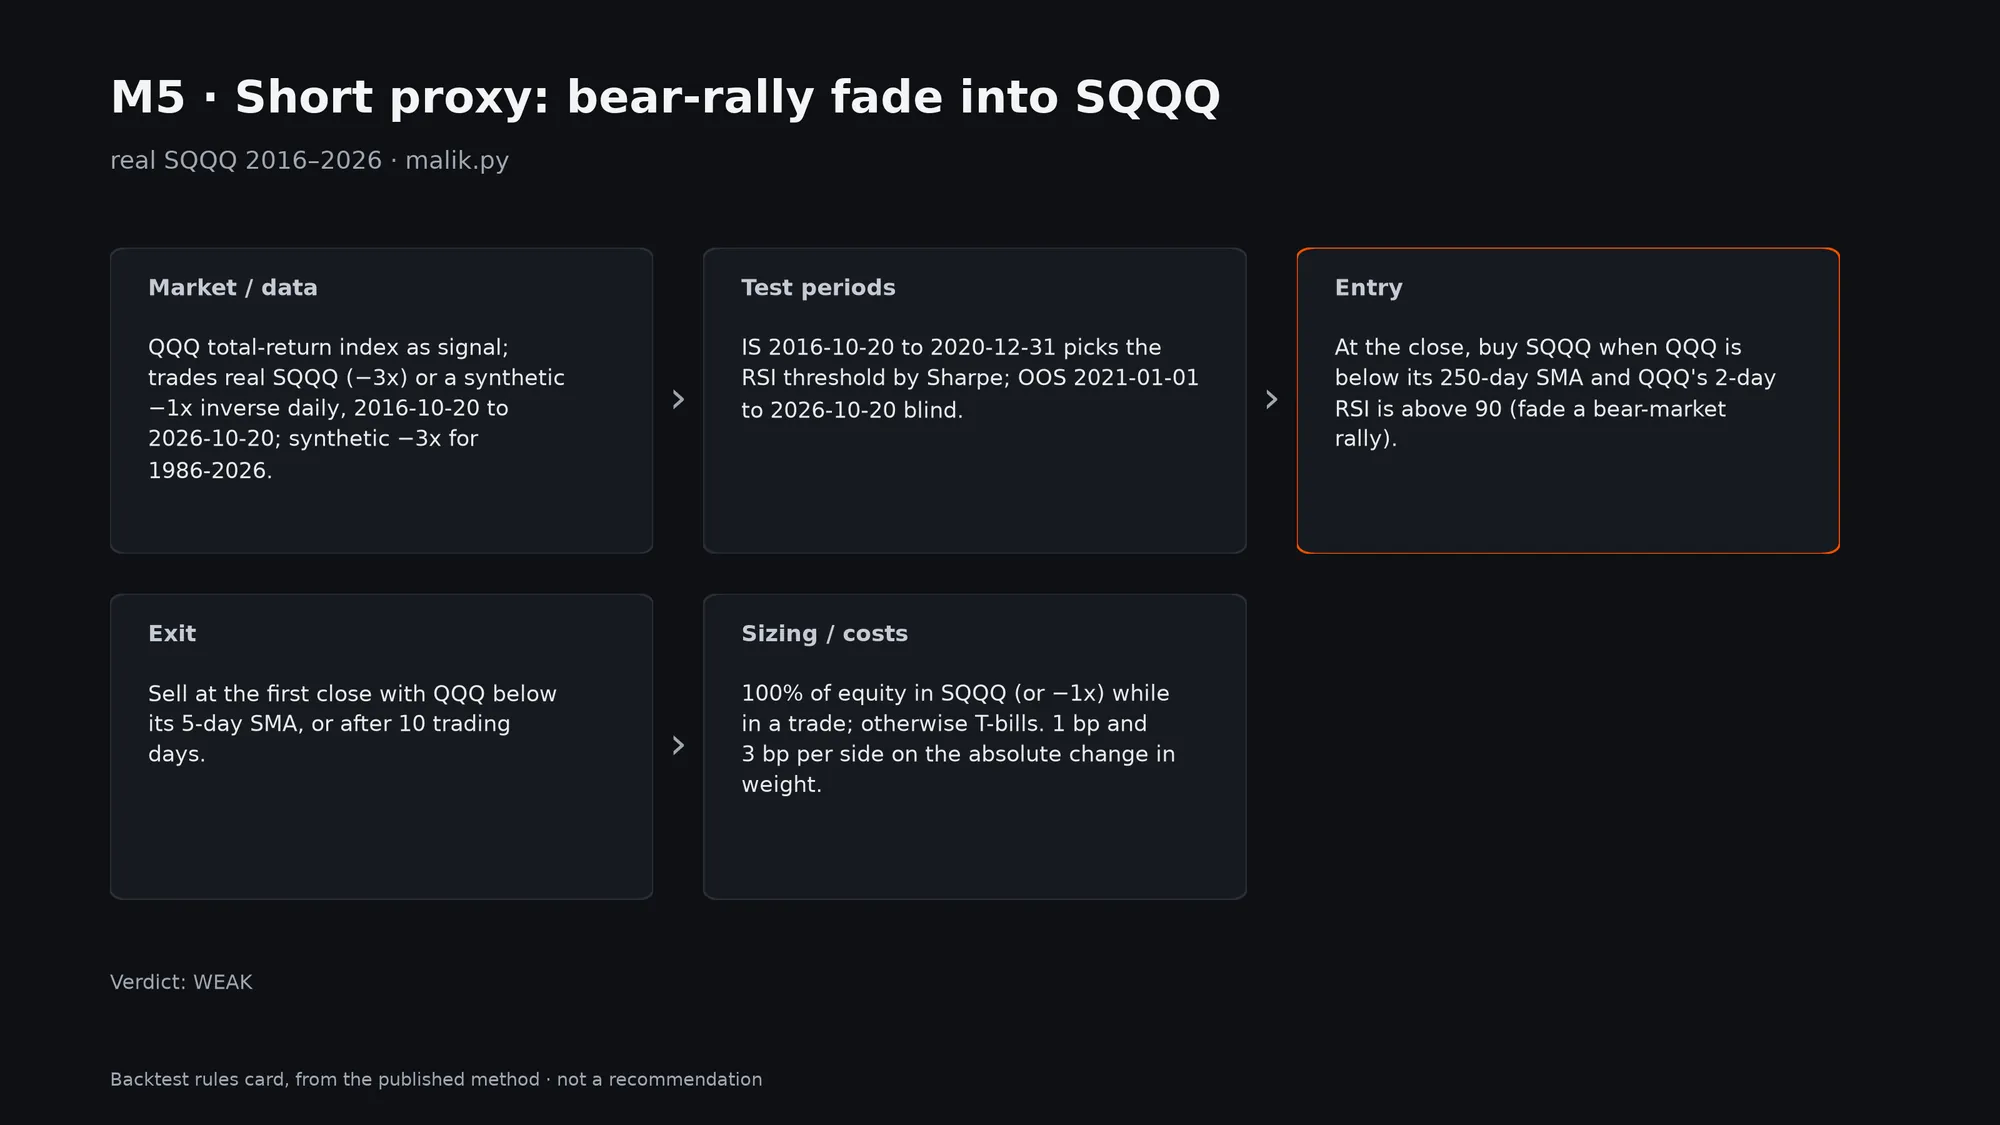 M5 · Short proxy: bear-rally fade into SQQQ
real SQQQ 2016–2026 · malik.py
Market / data
QQQ total-return index as signal;
trades real SQQQ (−3x) or a synthetic
−1x inverse daily, 2016-10-20 to
2026-10-20; synthetic −3x for
1986-2026.
›
Test periods
IS 2016-10-20 to 2020-12-31 picks the
RSI threshold by Sharpe; OOS 2021-01-01
to 2026-10-20 blind.
›
Entry
At the close, buy SQQQ when QQQ is
below its 250-day SMA and QQQ's 2-day
RSI is above 90 (fade a bear-market
rally).
Exit
Sell at the first close with QQQ below
its 5-day SMA, or after 10 trading
days.
›
Sizing / costs
100% of equity in SQQQ (or −1x) while
in a trade; otherwise T-bills. 1 bp and
3 bp per side on the absolute change in
weight.
Verdict: WEAK
Backtest rules card, from the published method · not a recommendation